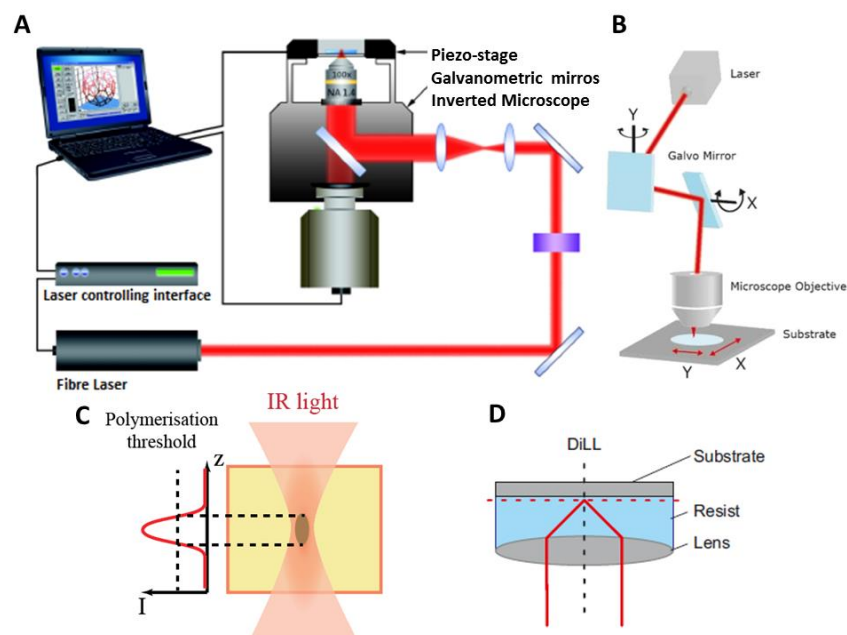 A
Piezo-stage
Galvanometric mirros
Inverted Microscope
100x
NA 1.4
Laser controlling interface
Fibre Laser
B
Laser
Y
Galvo Mirror
X
Microscope Objective
Substrate
Y
X
C
IR light
Polymerisation
threshold
Z
I
D
DiLL
Substrate
Resist
Lens